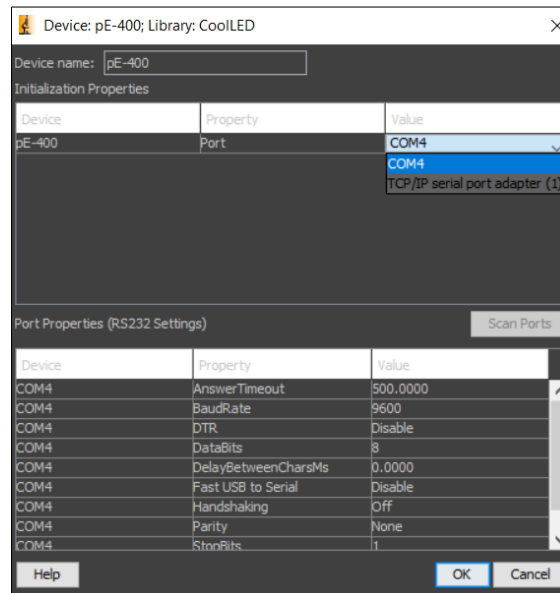 Device: pE-400; Library: CoolLED
Device name: pE-400
Initialization Properties
Device Property Value
pE-400 Port COM4
COM4
TCP/IP serial port adapter (1)
Port Properties (RS232 Settings) Scan Ports
Device Property Value
COM4 AnswerTimeout 500.0000
COM4 BaudRate 9600
COM4 DTR Disable
COM4 DataBits 8
COM4 DelayBetweenCharsMs 0.0000
COM4 Fast USB to Serial Disable
COM4 Handshaking Off
COM4 Parity None
COM4 StopBits 1
Help OK Cancel